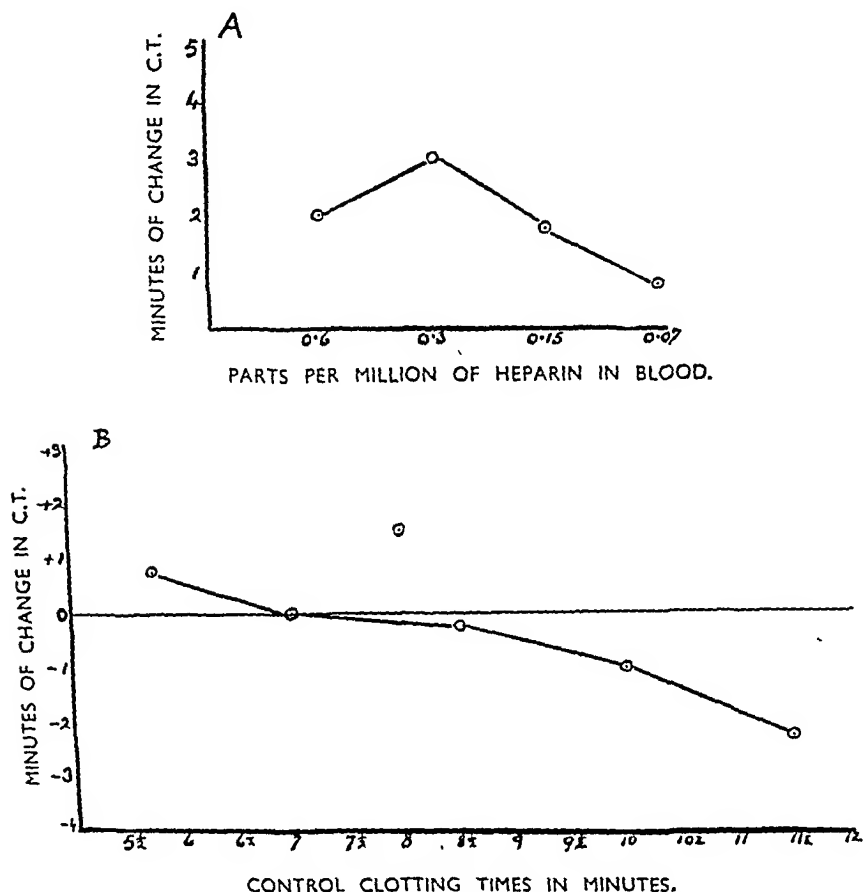 A
MINUTES OF CHANGE IN C.T.
5
4
3
2
1
0.6 0.3 0.15 0.07
PARTS PER MILLION OF HEPARIN IN BLOOD.
B
MINUTES OF CHANGE IN C.T.
+3
+2
+1
0
-1
-2
-3
-4
5½ 6 6½ 7 7½ 8 8½ 9 9½ 10 10½ 11 11½ 12
CONTROL CLOTTING TIMES IN MINUTES.